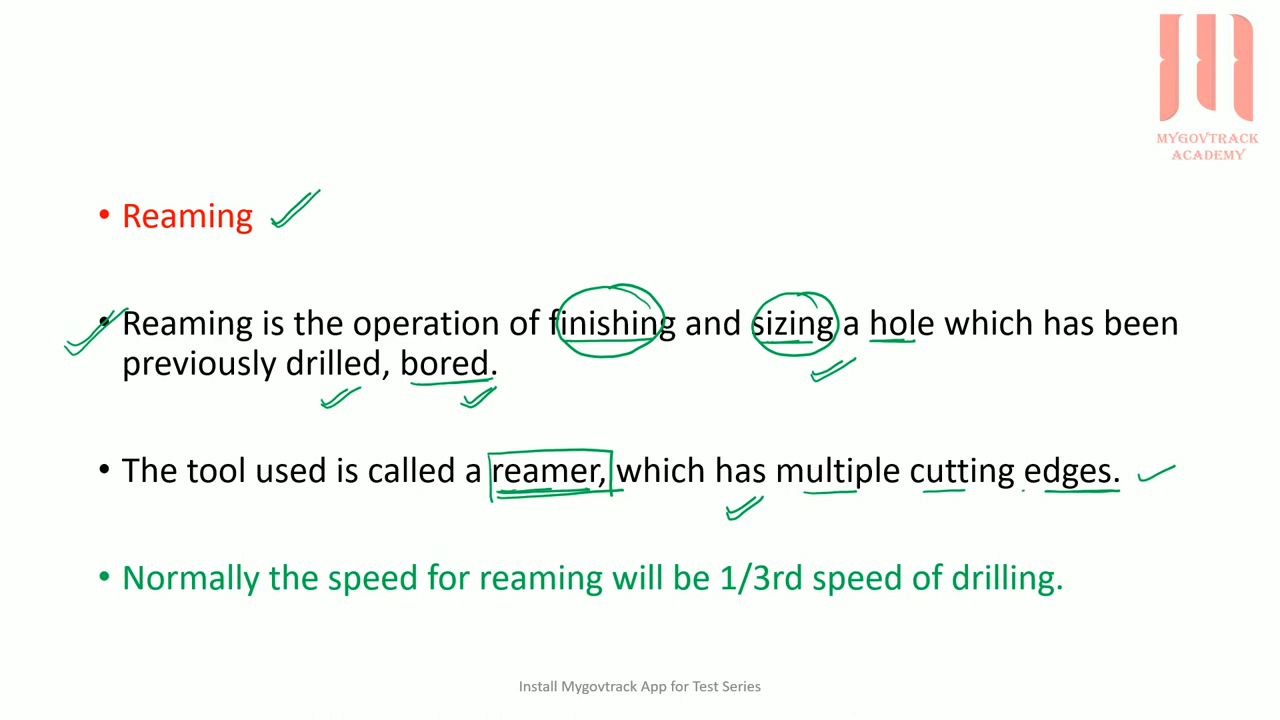 MYGOVTRACK
ACADEMY
• Reaming
• Reaming is the operation of finishing and sizing a hole which has been
previously drilled, bored.
• The tool used is called a reamer, which has multiple cutting edges.
• Normally the speed for reaming will be 1/3rd speed of drilling.
Install Mygovtrack App for Test Series